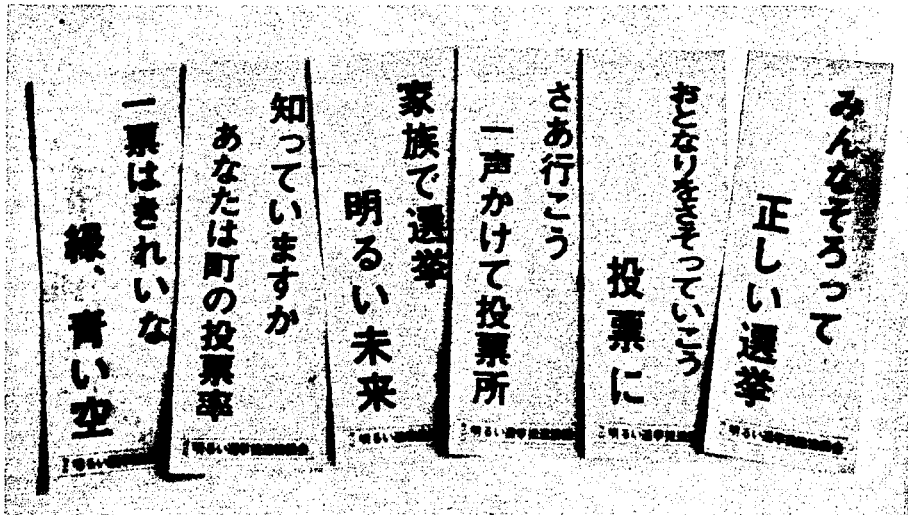 みんなそろって
正しい選挙
おとなりをさそっていこう
投票に
さあ行こう
一声かけて投票所
家族で選挙
明るい未来
知っていますか
あなたは町の投票率
一票はきれいな
緑、青い空